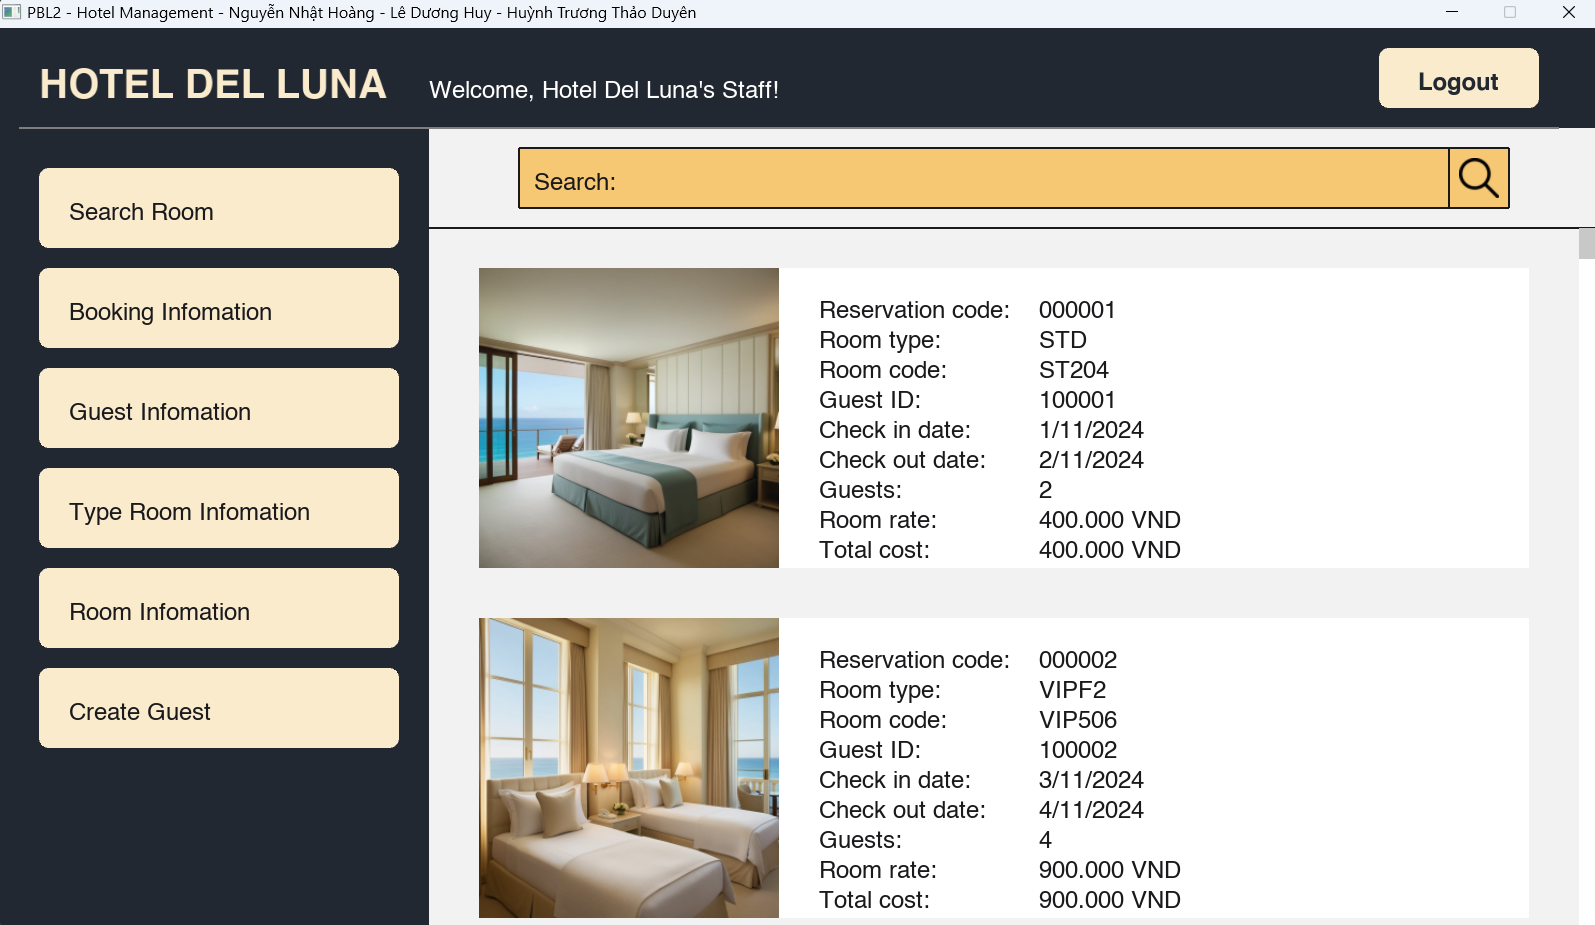 PBL2 - Hotel Management - Nguyễn Nhật Hoàng - Lê Dương Huy - Huỳnh Trương Thảo Duyên
HOTEL DEL LUNA
Welcome, Hotel Del Luna's Staff!
Logout
Search Room
Booking Infomation
Guest Infomation
Type Room Infomation
Room Infomation
Create Guest
Search:
Reservation code: 000001
Room type: STD
Room code: ST204
Guest ID: 100001
Check in date: 1/11/2024
Check out date: 2/11/2024
Guests: 2
Room rate: 400.000 VND
Total cost: 400.000 VND
Reservation code: 000002
Room type: VIPF2
Room code: VIP506
Guest ID: 100002
Check in date: 3/11/2024
Check out date: 4/11/2024
Guests: 4
Room rate: 900.000 VND
Total cost: 900.000 VND